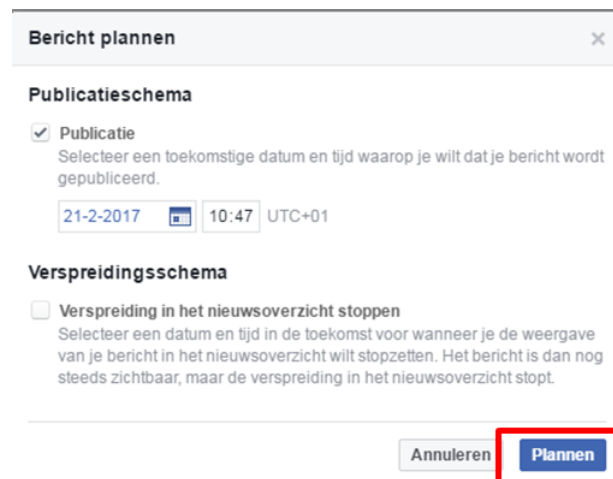 Bericht plannen
Publicatieschema
Publicatie
Selecteer een toekomstige datum en tijd waarop je wilt dat je bericht wordt
gepubliceerd.
21-2-2017 10:47 UTC+01
Verspreidingsschema
Verspreiding in het nieuwsoverzicht stoppen
Selecteer een datum en tijd in de toekomst voor wanneer je de weergave
van je bericht in het nieuwsoverzicht wilt stopzetten. Het bericht is dan nog
steeds zichtbaar, maar de verspreiding in het nieuwsoverzicht stopt.
Annuleren Plannen